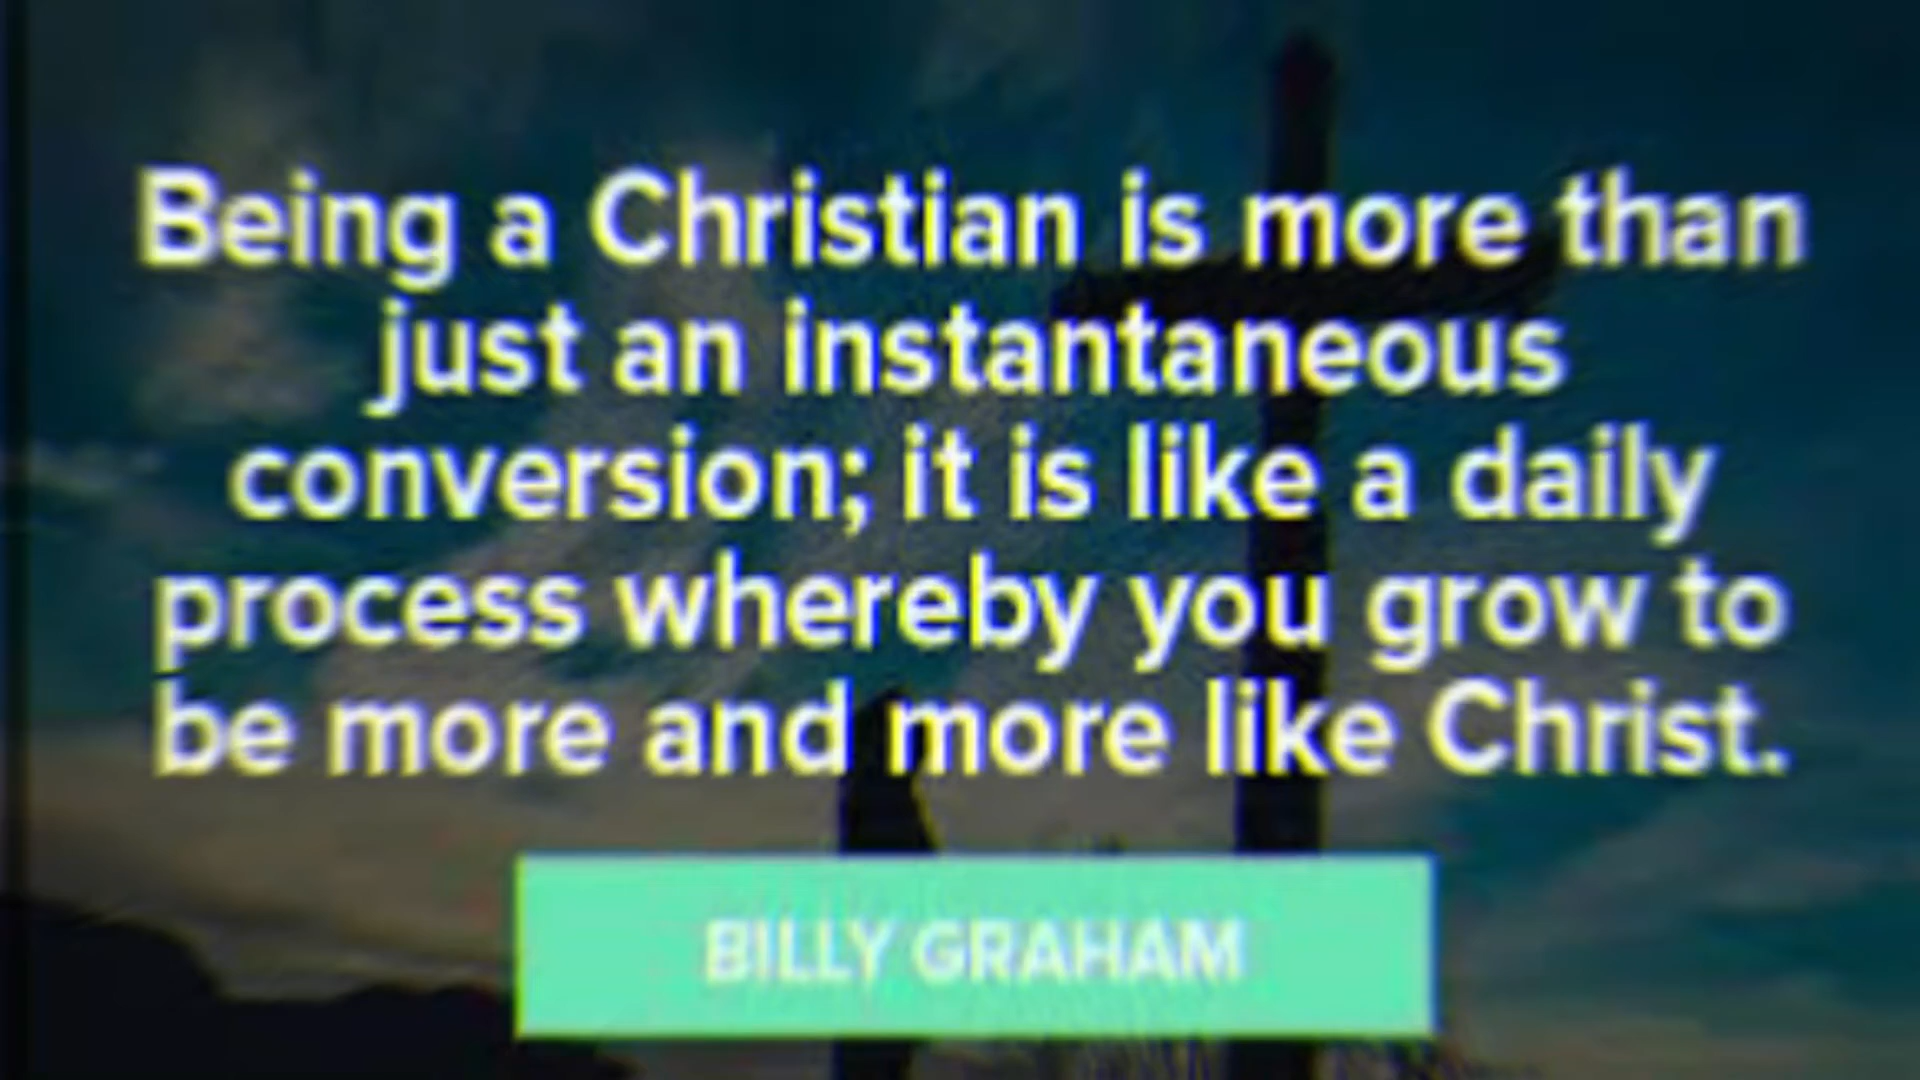 Being a Christian is more than
just an instantaneous
conversion; it is like a daily
process whereby you grow to
be more and more like Christ.
BILLY GRAHAM